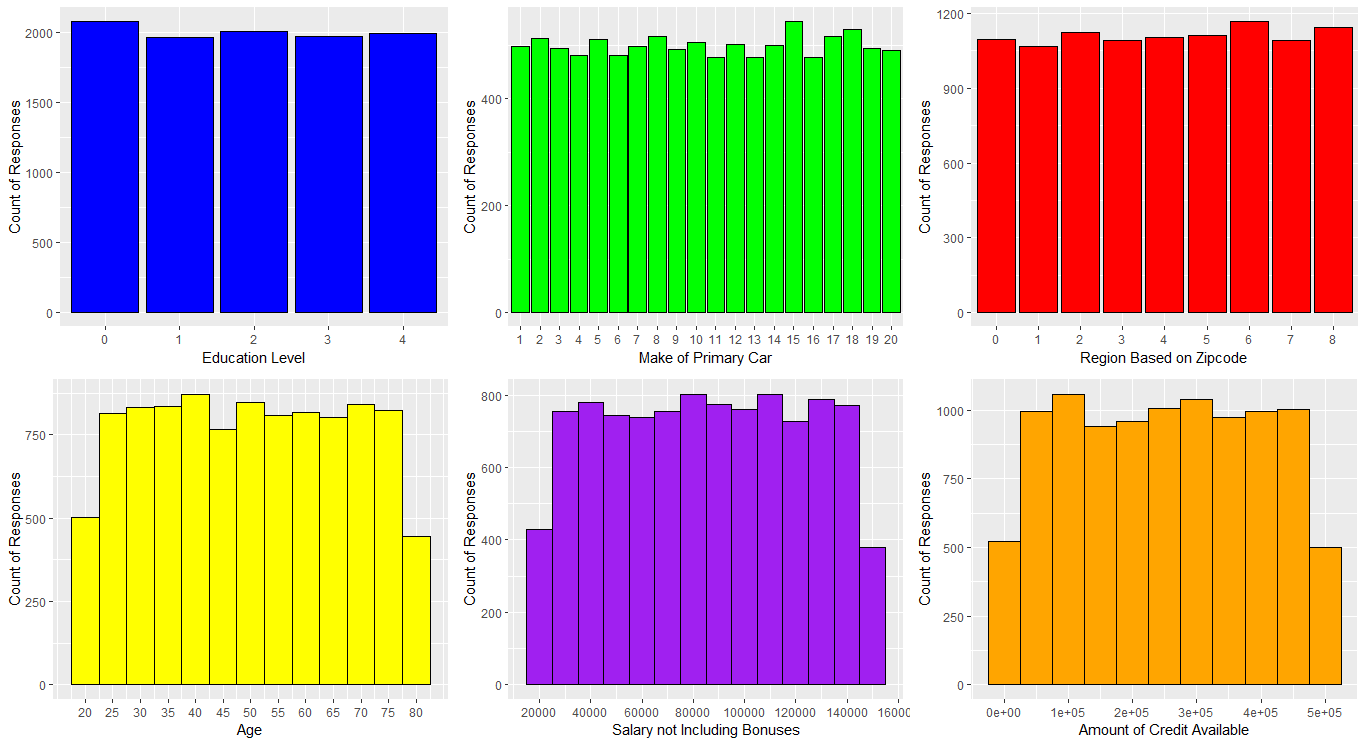 Count of Responses
2000
1500
1000
500
0
0 1 2 3 4
Education Level
Count of Responses
400
200
0
1 2 3 4 5 6 7 8 9 10 11 12 13 14 15 16 17 18 19 20
Make of Primary Car
Count of Responses
1200
900
600
300
0
0 1 2 3 4 5 6 7 8
Region Based on Zipcode
Count of Responses
750
500
250
0
20 25 30 35 40 45 50 55 60 65 70 75 80
Age
Count of Responses
800
600
400
200
0
20000 40000 60000 80000 100000 120000 140000 16000
Salary not Including Bonuses
Count of Responses
1000
750
500
250
0
0e+00 1e+05 2e+05 3e+05 4e+05 5e+05
Amount of Credit Available